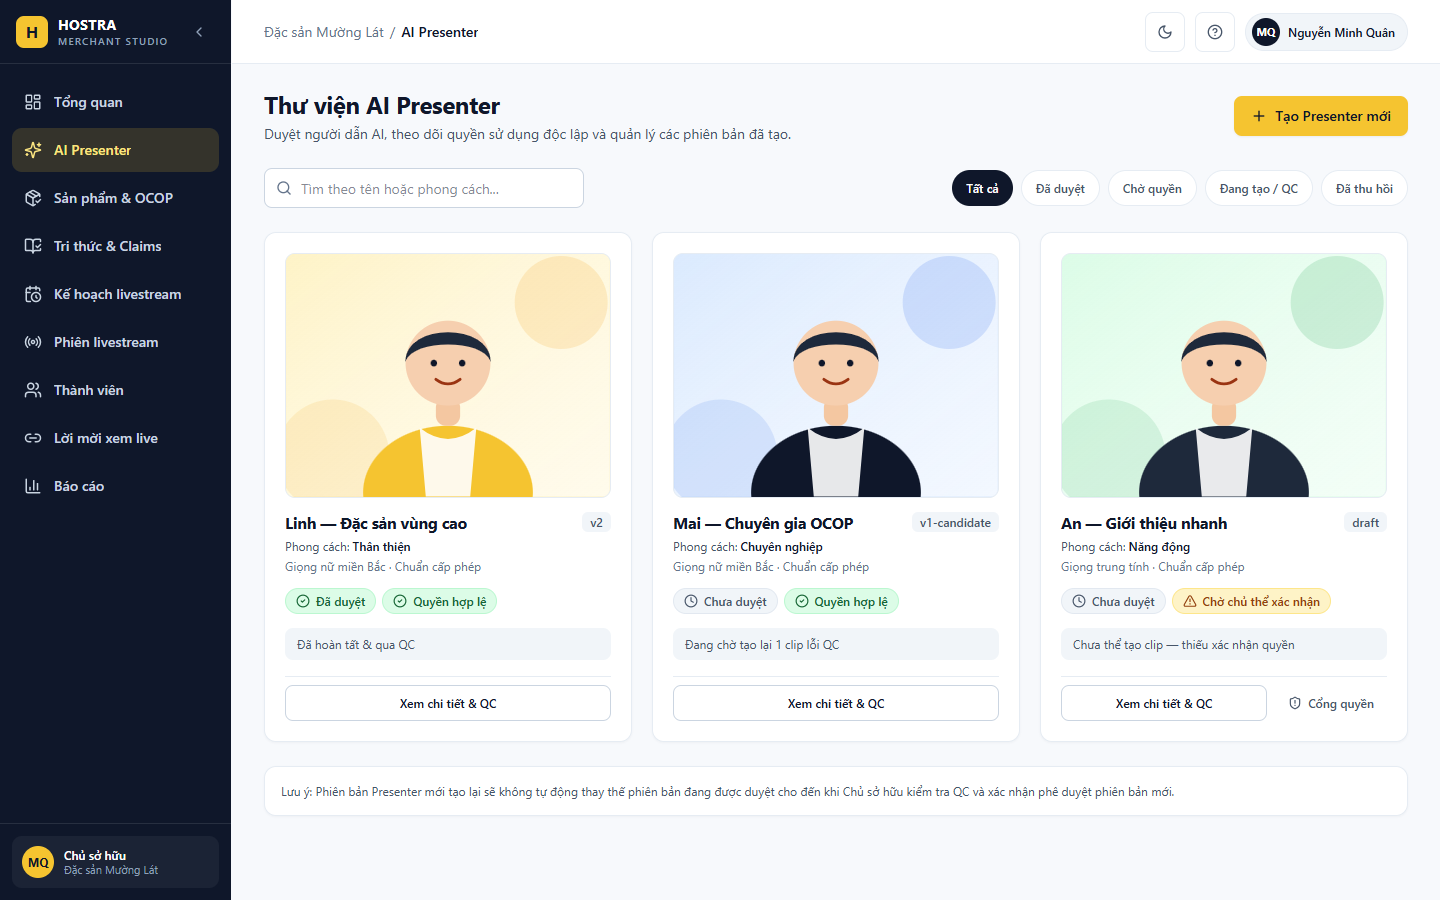 H
HOSTRA
MERCHANT STUDIO
Tổng quan
AI Presenter
Sản phẩm & OCOP
Tri thức & Claims
Kế hoạch livestream
Phiên livestream
Thành viên
Lời mời xem live
Báo cáo
MQ
Chủ sở hữu
Đặc sản Mường Lát
Đặc sản Mường Lát / AI Presenter
MQ Nguyễn Minh Quân
Thư viện AI Presenter
Duyệt người dẫn AI, theo dõi quyền sử dụng độc lập và quản lý các phiên bản đã tạo.
+ Tạo Presenter mới
Tìm theo tên hoặc phong cách...
Tất cả
Đã duyệt
Chờ quyền
Đang tạo / QC
Đã thu hồi
Linh — Đặc sản vùng cao
v2
Phong cách: Thân thiện
Giọng nữ miền Bắc · Chuẩn cấp phép
Đã duyệt
Quyền hợp lệ
Đã hoàn tất & qua QC
Xem chi tiết & QC
Mai — Chuyên gia OCOP
v1-candidate
Phong cách: Chuyên nghiệp
Giọng nữ miền Bắc · Chuẩn cấp phép
Chưa duyệt
Quyền hợp lệ
Đang chờ tạo lại 1 clip lỗi QC
Xem chi tiết & QC
An — Giới thiệu nhanh
draft
Phong cách: Năng động
Giọng trung tính · Chuẩn cấp phép
Chưa duyệt
Chờ chủ thể xác nhận
Chưa thể tạo clip — thiếu xác nhận quyền
Xem chi tiết & QC
Cổng quyền
Lưu ý: Phiên bản Presenter mới tạo lại sẽ không tự động thay thế phiên bản đang được duyệt cho đến khi Chủ sở hữu kiểm tra QC và xác nhận phê duyệt phiên bản mới.